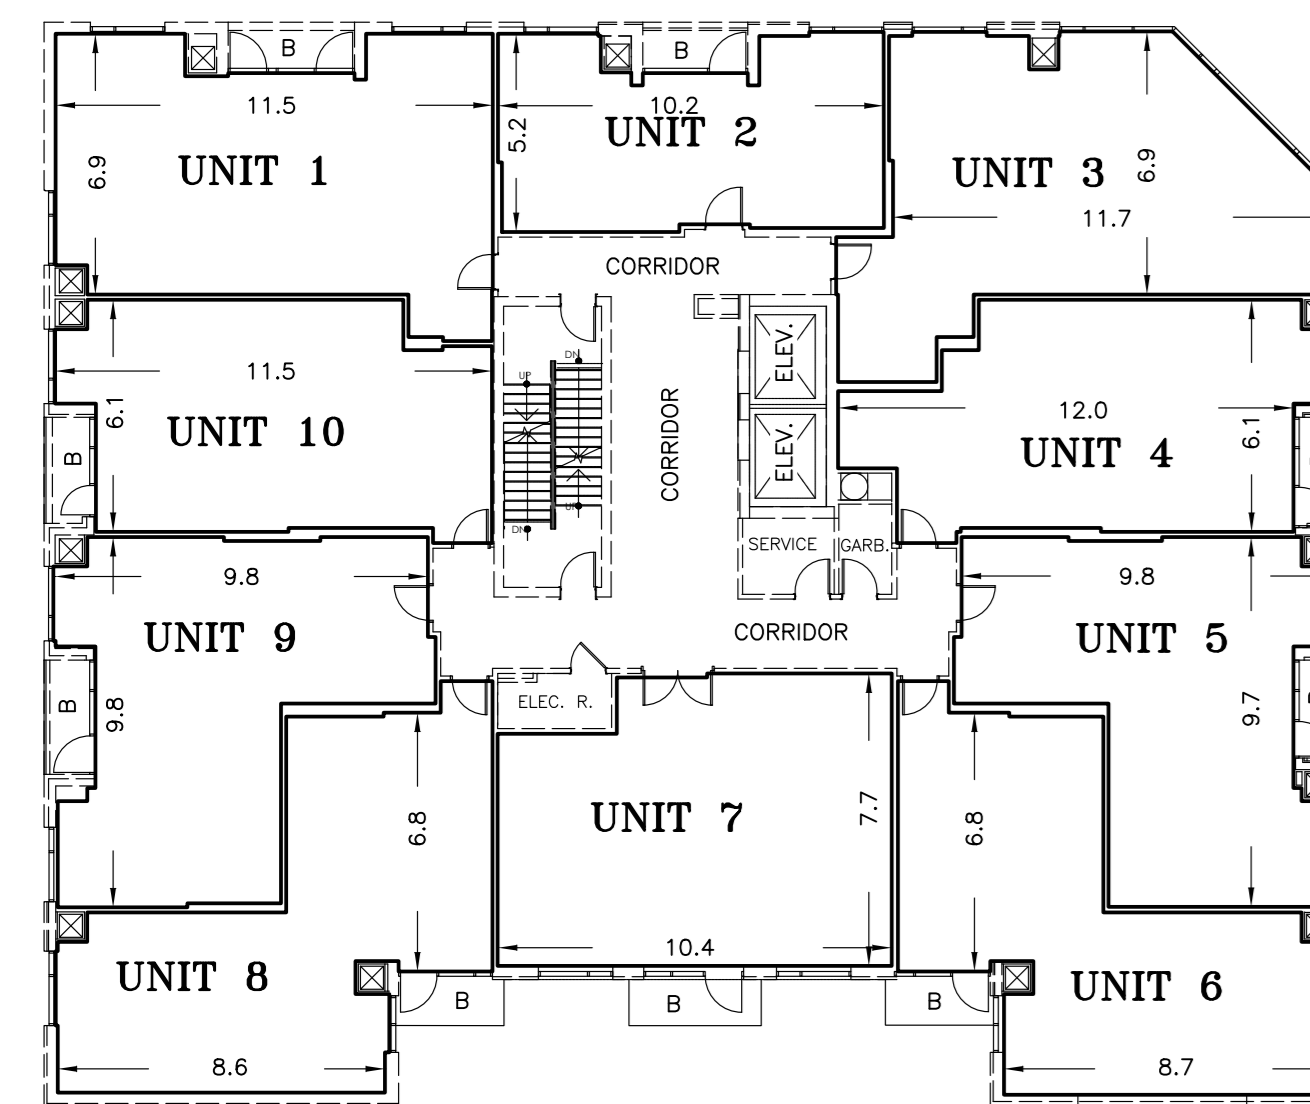 B
B
11.5
10.2
5.2
UNIT 2
6.9
UNIT 1
UNIT 3
6.9
11.7
CORRIDOR
ELEV.
DN
UP
11.5
6.1
UNIT 10
B
CORRIDOR
ELEV.
12.0
UNIT 4
6.1
UP
DN
SERVICE
GARB.
9.8
9.8
UNIT 9
CORRIDOR
UNIT 5
B
9.8
ELEC. R.
9.7
6.8
UNIT 7
7.7
6.8
10.4
UNIT 8
B
B
B
UNIT 6
8.6
8.7